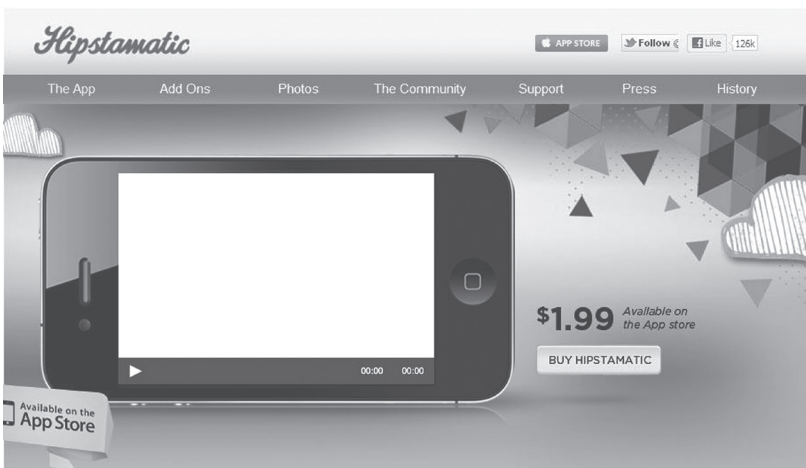 Hipstamatic
APP STORE
Follow @
Like
126k
The App Add Ons Photos The Community Support Press History
$1.99 Available on
the App store
BUY HIPSTAMATIC
00:00 00:00
Available on the
App Store